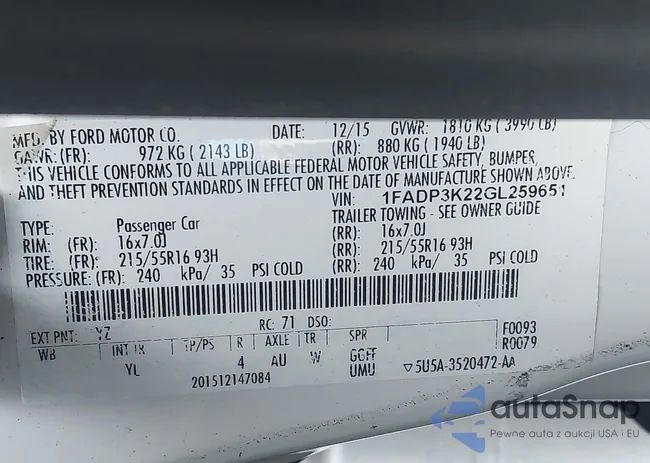 MFD. BY FORD MOTOR CO. DATE: 12/15 GVWR: 1810 KG ( 3990 LB)
GAWR: (FR): 972 KG ( 2143 LB) (RR): 880 KG ( 1940 LB)
THIS VEHICLE CONFORMS TO ALL APPLICABLE FEDERAL MOTOR VEHICLE SAFETY, BUMPER,
AND THEFT PREVENTION STANDARDS IN EFFECT ON THE DATE OF MANUFACTURE SHOWN ABOVE.
VIN: 1FADP3K22GL259651
TYPE: Passenger Car TRAILER TOWING - SEE OWNER GUIDE
RIM: (FR): 16x7.0J (RR): 16x7.0J
TIRE: (FR): 215/55R16 93H (RR): 215/55R16 93H
PRESSURE: (FR): 240 kPa/ 35 PSI COLD (RR): 240 kPa/ 35 PSI COLD
EXT PNT: YZ RC: 71 DSO: F0093
WB INT TR TP/PS R AXLE TR SPR R0079
YL 4 AU W GGFF
UMU
201512147084 ▽5U5A-3520472-AA
autoSnap
Pewne auta z aukcji USA i EU